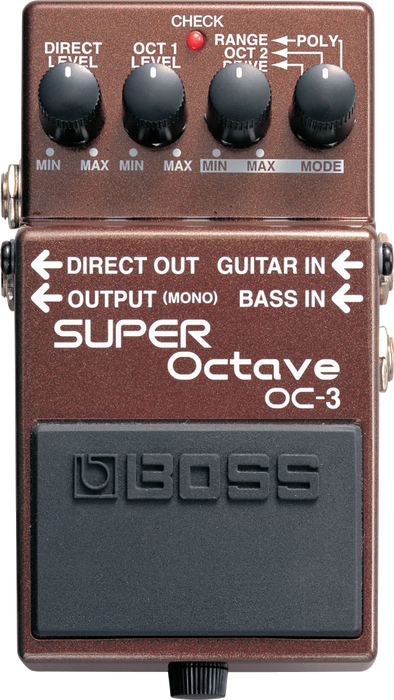 CHECK
DIRECT LEVEL
OCT 1 LEVEL
RANGE
OCT 2
DRIVE
POLY
MIN MAX MIN MAX MIN MAX MODE
DIRECT OUT GUITAR IN
OUTPUT (MONO) BASS IN
SUPER
Octave
OC-3
BOSS